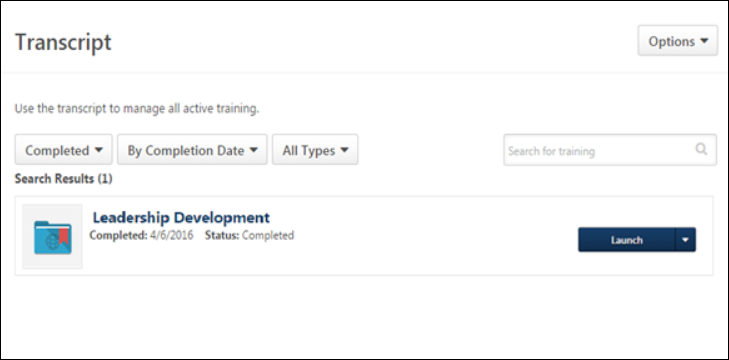 Transcript
Options
Use the transcript to manage all active training.
Completed By Completion Date All Types Search for training
Search Results (1)
Leadership Development
Completed: 4/6/2016 Status: Completed
Launch